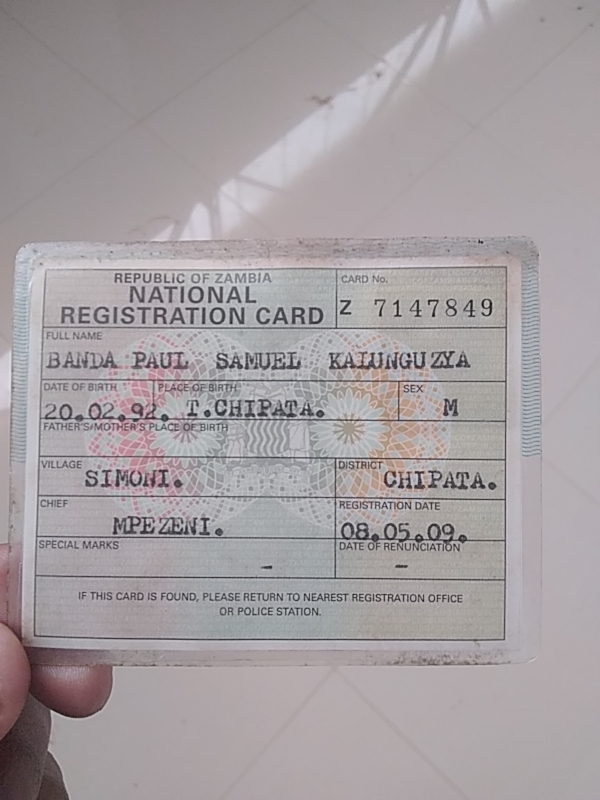 REPUBLIC OF ZAMBIA
NATIONAL
REGISTRATION CARD
CARD No.
Z 7147849
FULL NAME
BANDA PAUL SAMUEL KALUNGUZYA
DATE OF BIRTH PLACE OF BIRTH SEX
20.02.92. T.CHIPATA. M
FATHER'S/MOTHER'S PLACE OF BIRTH
VILLAGE DISTRICT
SIMONI. CHIPATA.
CHIEF REGISTRATION DATE
MPEZENI. 08.05.09.
SPECIAL MARKS DATE OF RENUNCIATION
– –
IF THIS CARD IS FOUND, PLEASE RETURN TO NEAREST REGISTRATION OFFICE
OR POLICE STATION.